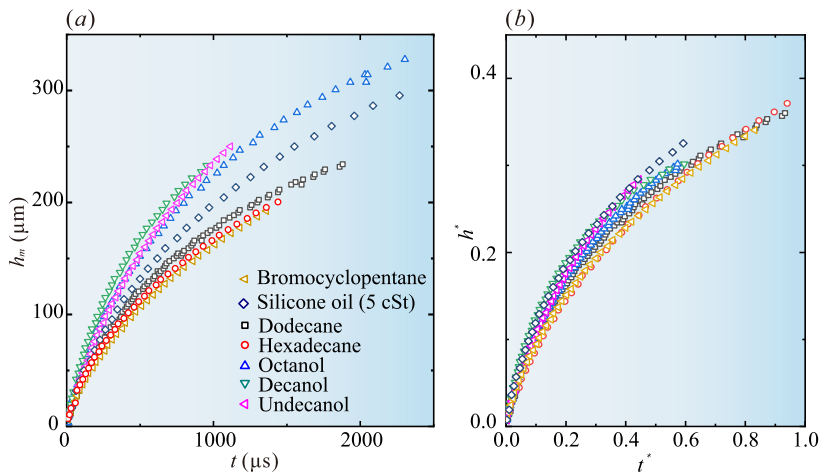 (a)
(b)
300
200
100
0
h_m (µm)
Bromocyclopentane
Silicone oil (5 cSt)
Dodecane
Hexadecane
Octanol
Decanol
Undecanol
0
1000
2000
t (µs)
0.4
0.2
0.0
h*
0.0
0.2
0.4
0.6
0.8
1.0
t*